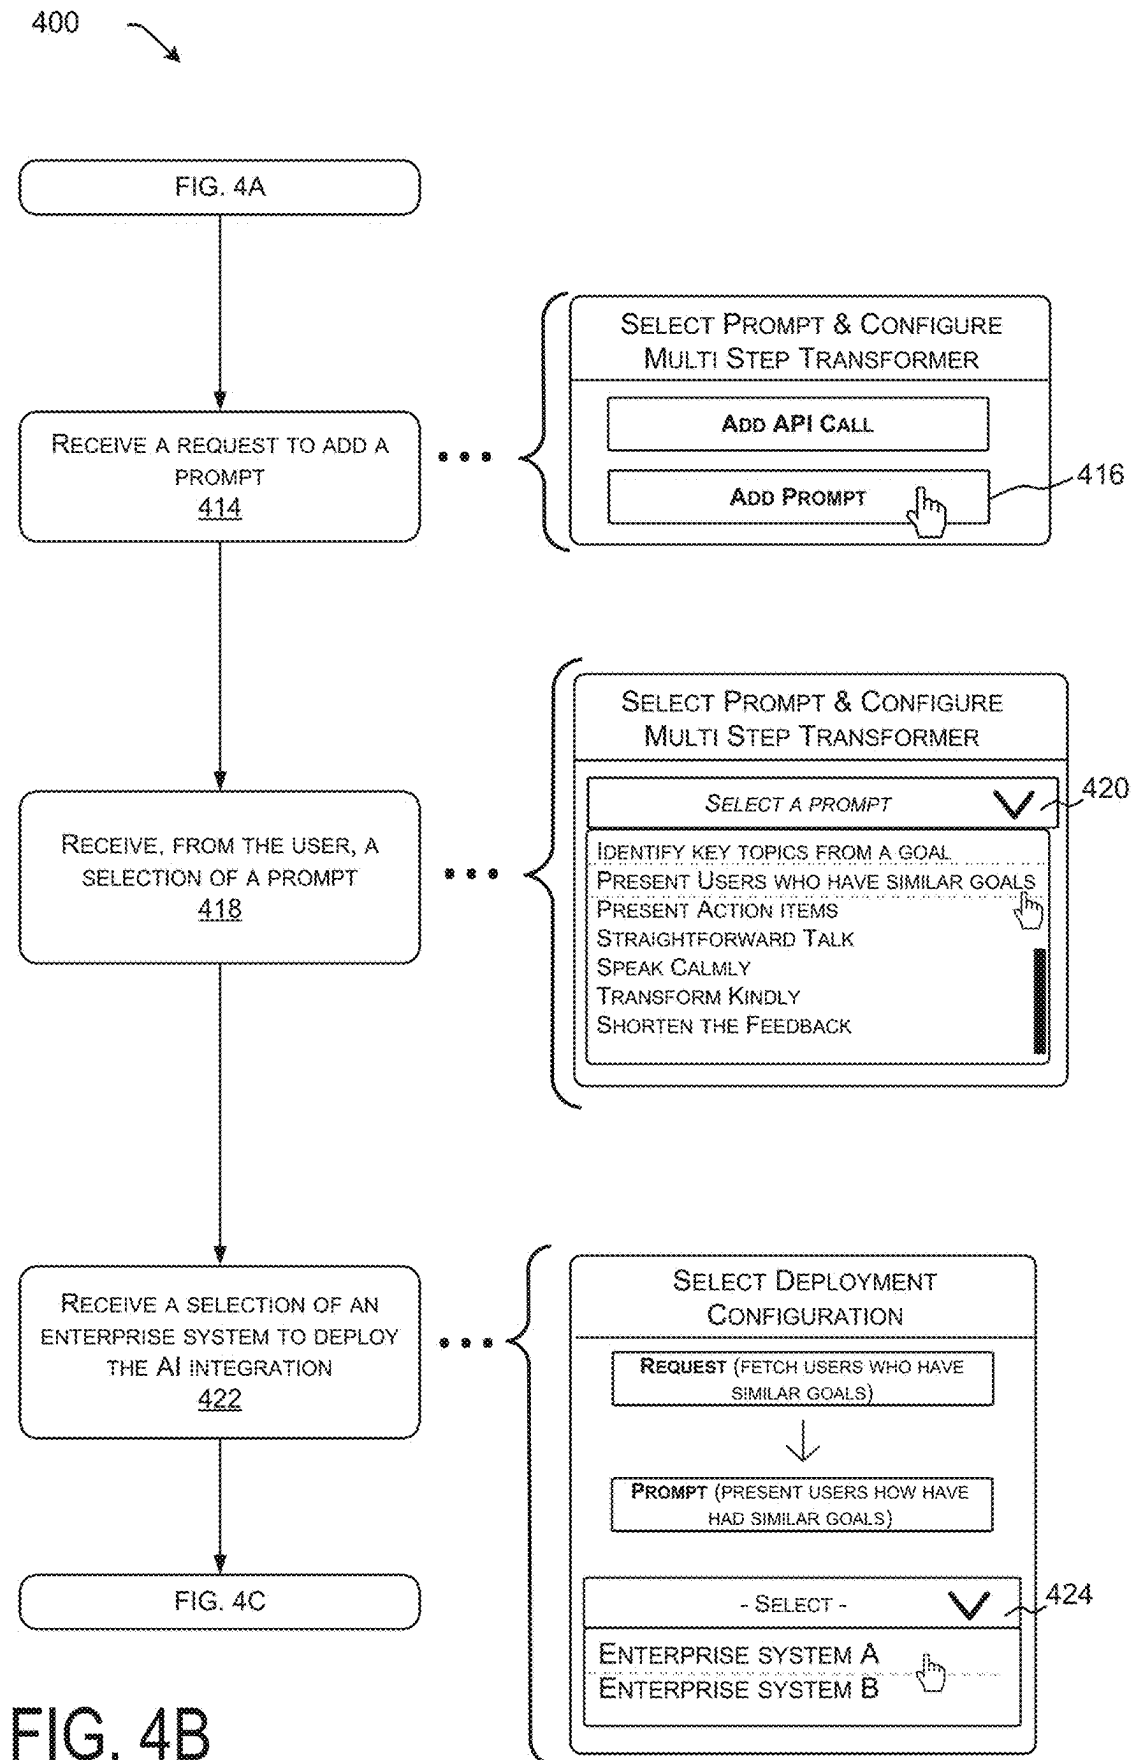 400
FIG. 4A
SELECT PROMPT & CONFIGURE
MULTI STEP TRANSFORMER
ADD API CALL
ADD PROMPT
416
RECEIVE A REQUEST TO ADD A
PROMPT
414
SELECT PROMPT & CONFIGURE
MULTI STEP TRANSFORMER
SELECT A PROMPT
420
IDENTIFY KEY TOPICS FROM A GOAL
PRESENT USERS WHO HAVE SIMILAR GOALS
PRESENT ACTION ITEMS
STRAIGHTFORWARD TALK
SPEAK CALMLY
TRANSFORM KINDLY
SHORTEN THE FEEDBACK
RECEIVE, FROM THE USER, A
SELECTION OF A PROMPT
418
RECEIVE A SELECTION OF AN
ENTERPRISE SYSTEM TO DEPLOY
THE AI INTEGRATION
422
SELECT DEPLOYMENT
CONFIGURATION
REQUEST (FETCH USERS WHO HAVE
SIMILAR GOALS)
PROMPT (PRESENT USERS HOW HAVE
HAD SIMILAR GOALS)
- SELECT -
424
ENTERPRISE SYSTEM A
ENTERPRISE SYSTEM B
FIG. 4C
FIG. 4B